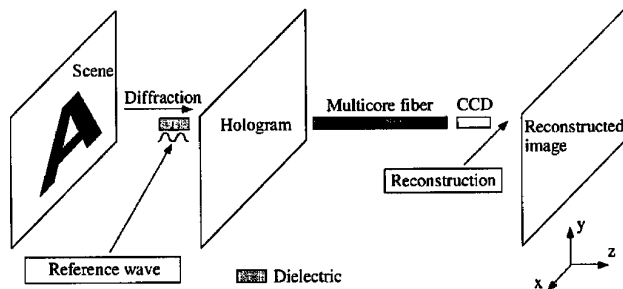 Scene
Diffraction
Hologram
Multicore fiber
CCD
Reconstructed
image
Reconstruction
Reference wave
Dielectric
y
z
x